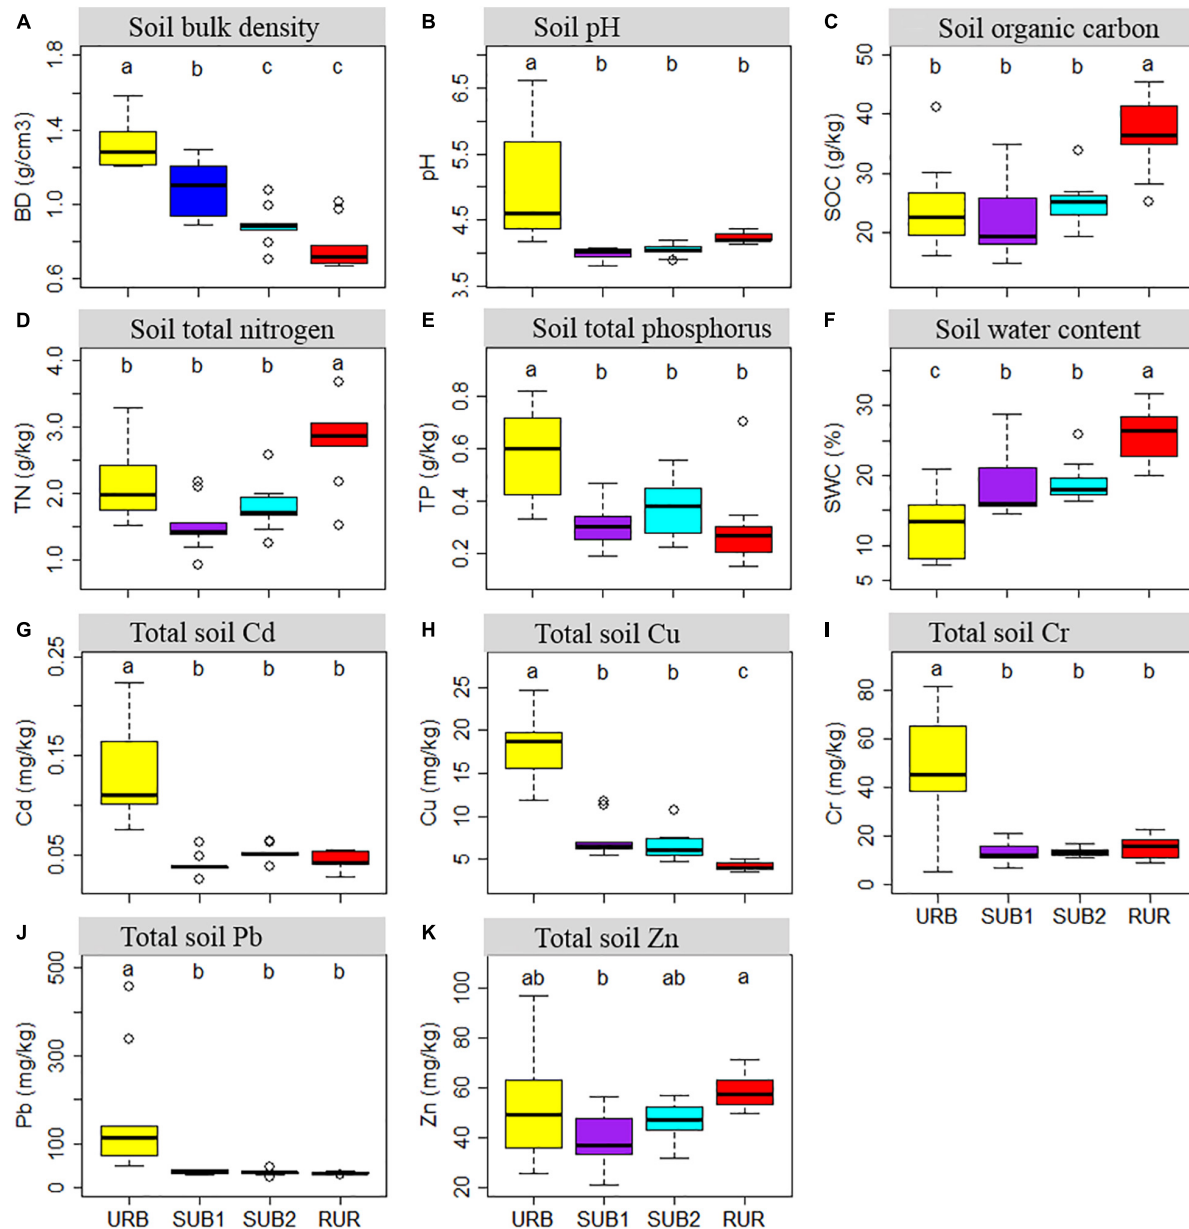 A Soil bulk density
BD (g/cm3)
1.8
1.4
1.0
0.6
a b c c
B Soil pH
pH
6.5
5.5
4.5
3.5
a b b b
C Soil organic carbon
SOC (g/kg)
50
40
30
20
b b b a
D Soil total nitrogen
TN (g/kg)
4.0
3.0
2.0
1.0
b b b a
E Soil total phosphorus
TP (g/kg)
0.8
0.6
0.4
0.2
a b b b
F Soil water content
SWC (%)
30
20
10
5
c b b a
G Total soil Cd
Cd (mg/kg)
0.25
0.15
0.05
a b b b
H Total soil Cu
Cu (mg/kg)
25
20
15
10
5
a b b c
I Total soil Cr
Cr (mg/kg)
80
60
40
20
0
a b b b
URB SUB1 SUB2 RUR
J Total soil Pb
Pb (mg/kg)
500
300
100
0
a b b b
URB SUB1 SUB2 RUR
K Total soil Zn
Zn (mg/kg)
100
80
60
40
20
ab b ab a
URB SUB1 SUB2 RUR